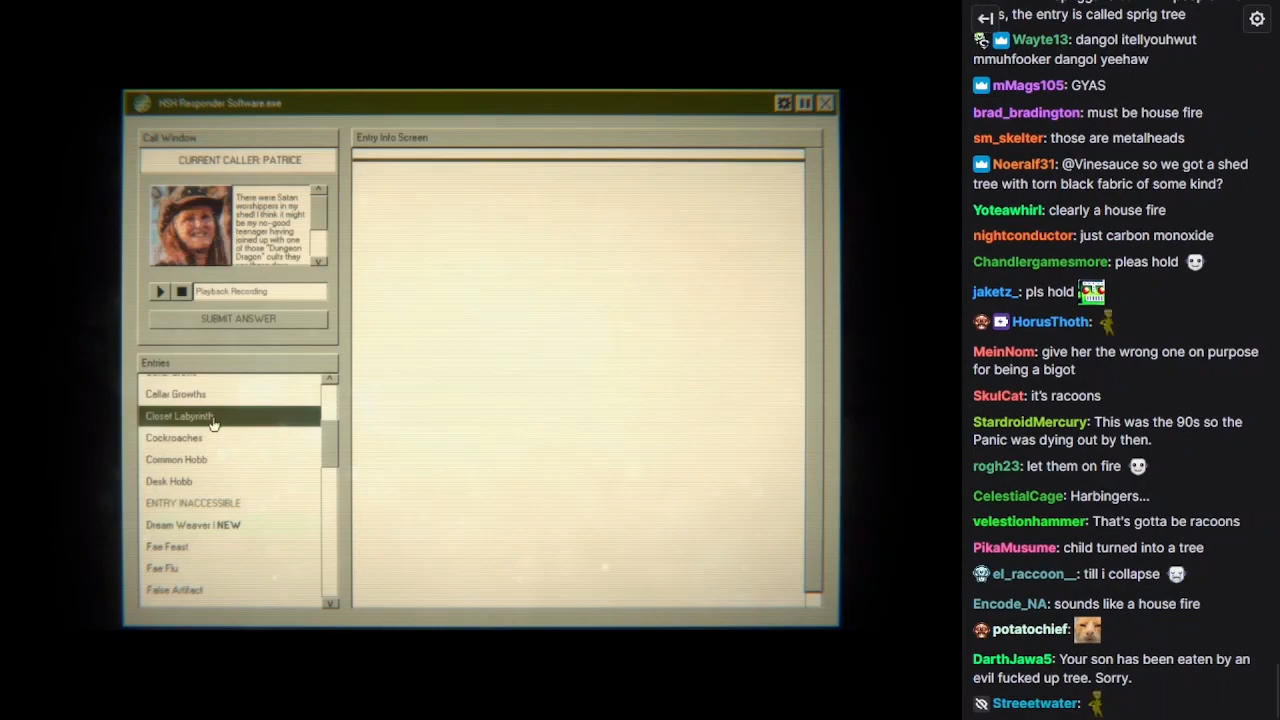 NSH Responder Software.exe
Call Window
CURRENT CALLER: PATRICE
There were Satan
worshippers in my
shed! I think it might
be my no-good
teenager having
joined up with one
of those "Dungeon
Dragon" cults they
Playback Recording
SUBMIT ANSWER
Entries
Cellar Growths
Closet Labyrinth
Cockroaches
Common Hobb
Desk Hobb
ENTRY INACCESSIBLE
Dream Weaver | NEW
Fae Feast
Fae Flu
False Artifact
Entry Info Screen
s, the entry is called sprig tree
Wayte13: dangol itellyouhwut
mmuhfooker dangol yeehaw
mMags105: GYAS
brad_bradington: must be house fire
sm_skelter: those are metalheads
Noeralf31: @Vinesauce so we got a shed
tree with torn black fabric of some kind?
Yoteawhirl: clearly a house fire
nightconductor: just carbon monoxide
Chandlergamesmore: pleas hold
jaketz_: pls hold
HorusThoth:
MeinNom: give her the wrong one on purpose
for being a bigot
SkulCat: it's racoons
StardroidMercury: This was the 90s so the
Panic was dying out by then.
rogh23: let them on fire
CelestialCage: Harbingers...
velestionhammer: That's gotta be racoons
PikaMusume: child turned into a tree
el_raccoon__: till i collapse
Encode_NA: sounds like a house fire
potatochief:
DarthJawa5: Your son has been eaten by an
evil fucked up tree. Sorry.
Streeetwater: